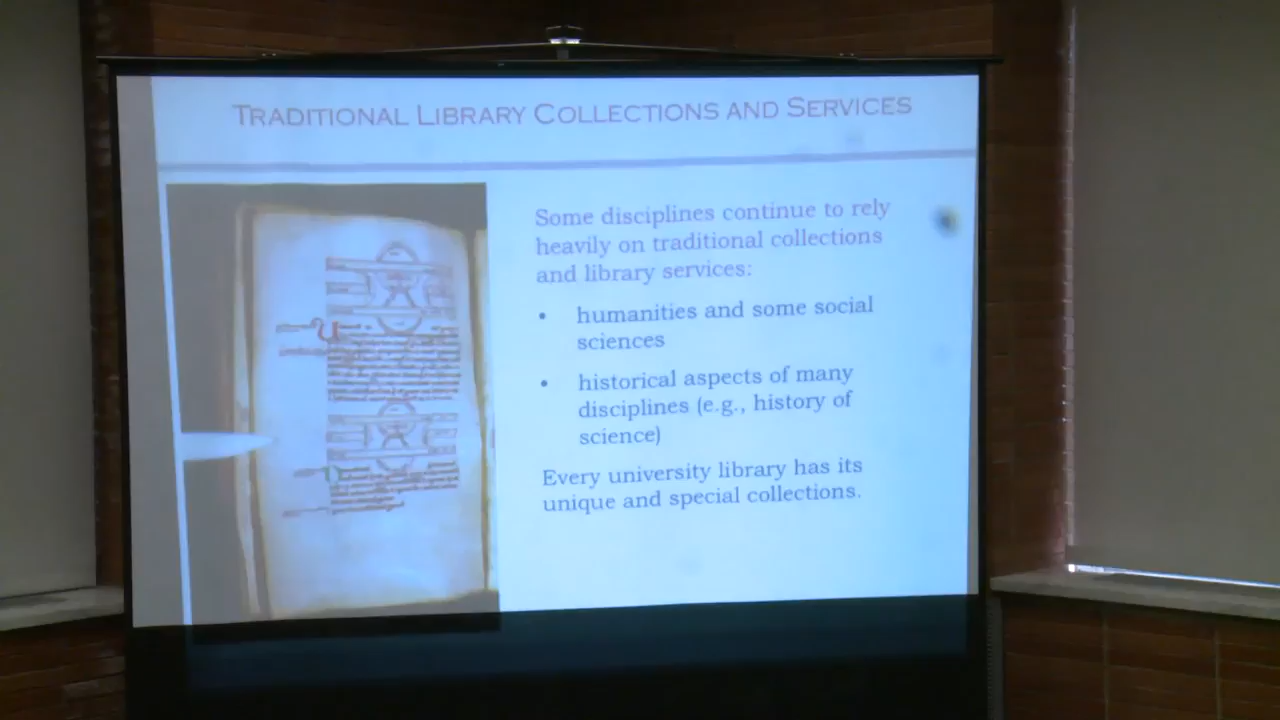 TRADITIONAL LIBRARY COLLECTIONS AND SERVICES
Some disciplines continue to rely
heavily on traditional collections
and library services:
• humanities and some social
sciences
• historical aspects of many
disciplines (e.g., history of
science)
Every university library has its
unique and special collections.